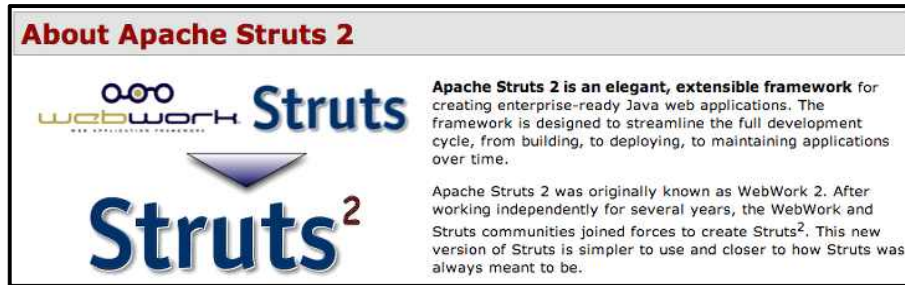 About Apache Struts 2
webwork
WEB APPLICATION FRAMEWORK
Struts
Struts²
Apache Struts 2 is an elegant, extensible framework for
creating enterprise-ready Java web applications. The
framework is designed to streamline the full development
cycle, from building, to deploying, to maintaining applications
over time.
Apache Struts 2 was originally known as WebWork 2. After
working independently for several years, the WebWork and
Struts communities joined forces to create Struts². This new
version of Struts is simpler to use and closer to how Struts was
always meant to be.